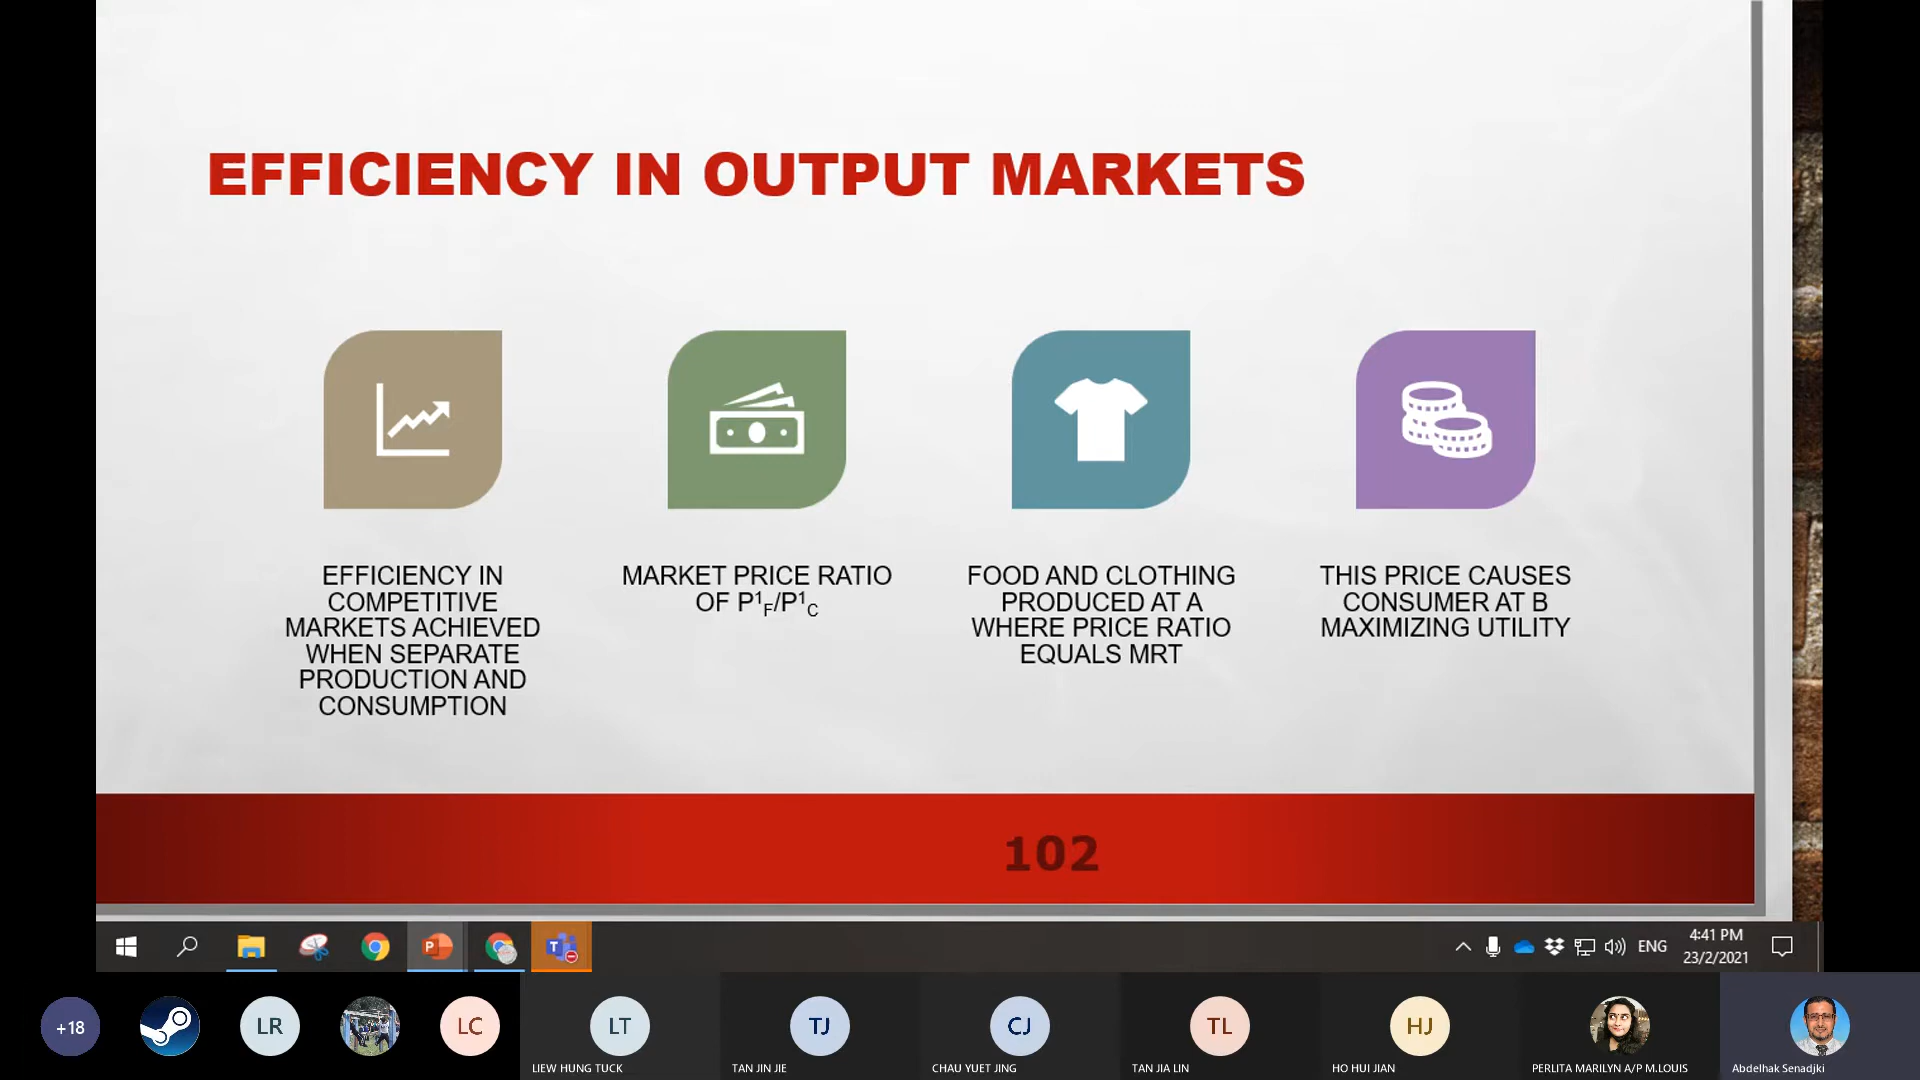 EFFICIENCY IN OUTPUT MARKETS
EFFICIENCY IN
COMPETITIVE
MARKETS ACHIEVED
WHEN SEPARATE
PRODUCTION AND
CONSUMPTION
MARKET PRICE RATIO
OF P¹F/P¹C
FOOD AND CLOTHING
PRODUCED AT A
WHERE PRICE RATIO
EQUALS MRT
THIS PRICE CAUSES
CONSUMER AT B
MAXIMIZING UTILITY
102
P
T
ENG
4:41 PM
23/2/2021
+18
LR
LC
LT
TJ
CJ
TL
HJ
LIEW HUNG TUCK
TAN JIN JIE
CHAU YUET JING
TAN JIA LIN
HO HUI JIAN
PERLITA MARILYN A/P M.LOUIS
Abdelhak Senadjki